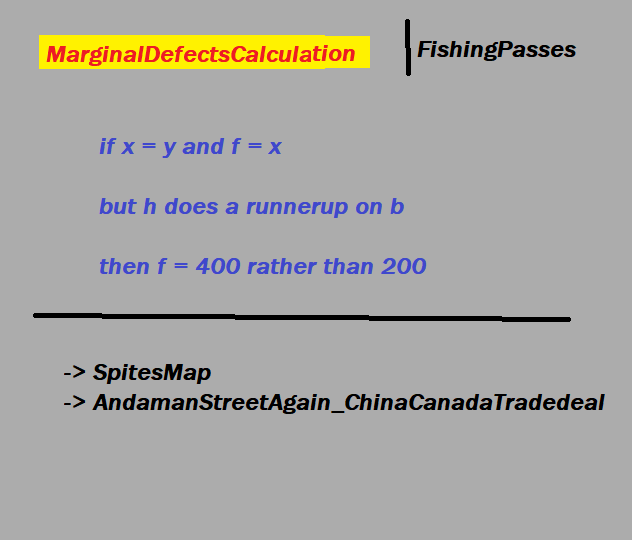 MarginalDefectsCalculation
FishingPasses
if x = y and f = x
but h does a runnerup on b
then f = 400 rather than 200
-> SpitesMap
-> AndamanStreetAgain_ChinaCanadaTradedeal